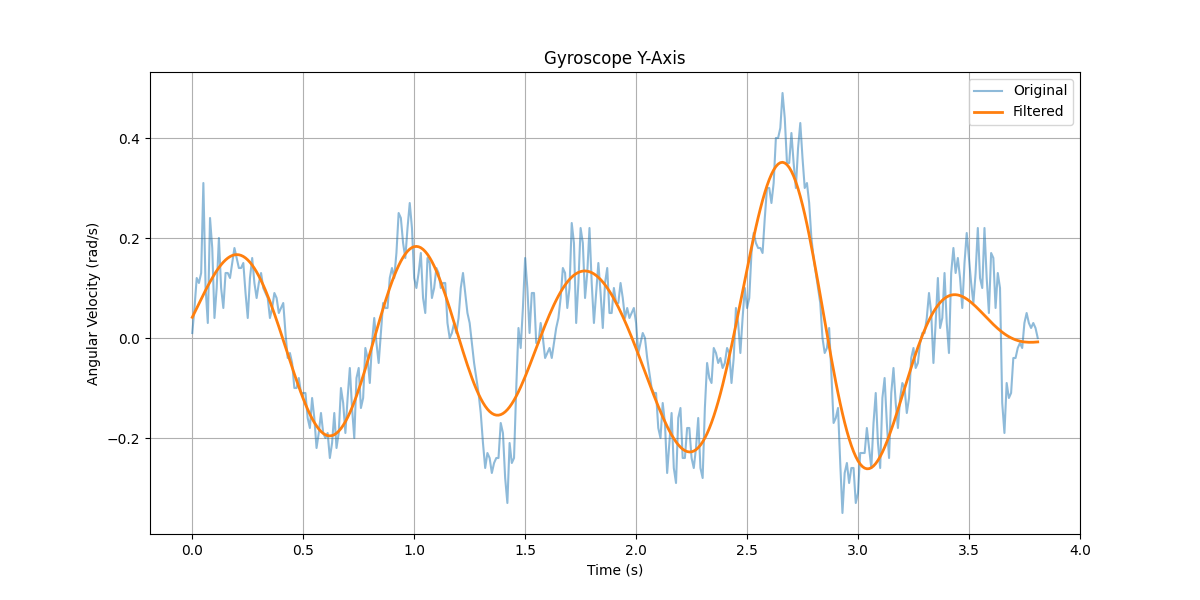 Gyroscope Y-Axis
Original
Filtered
Angular Velocity (rad/s)
0.4
0.2
0.0
−0.2
0.0 0.5 1.0 1.5 2.0 2.5 3.0 3.5 4.0
Time (s)